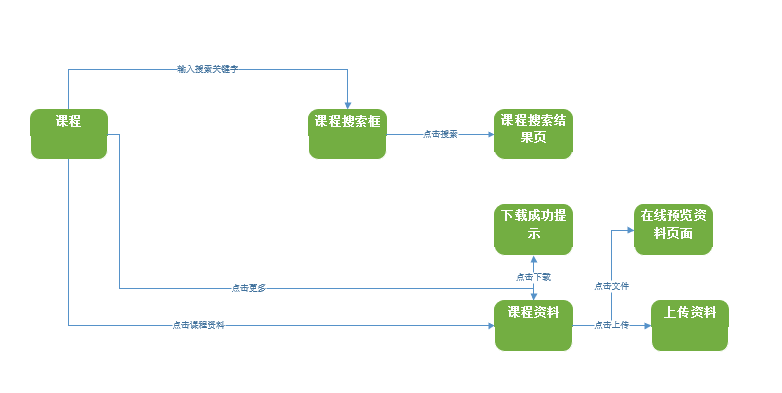 输入搜索关键字
课程
课程搜索框
点击搜索
课程搜索结
果页
下载成功提
示
在线预览资
料页面
点击下载
点击更多
点击文件
课程资料
上传资料
点击课程资料
点击上传